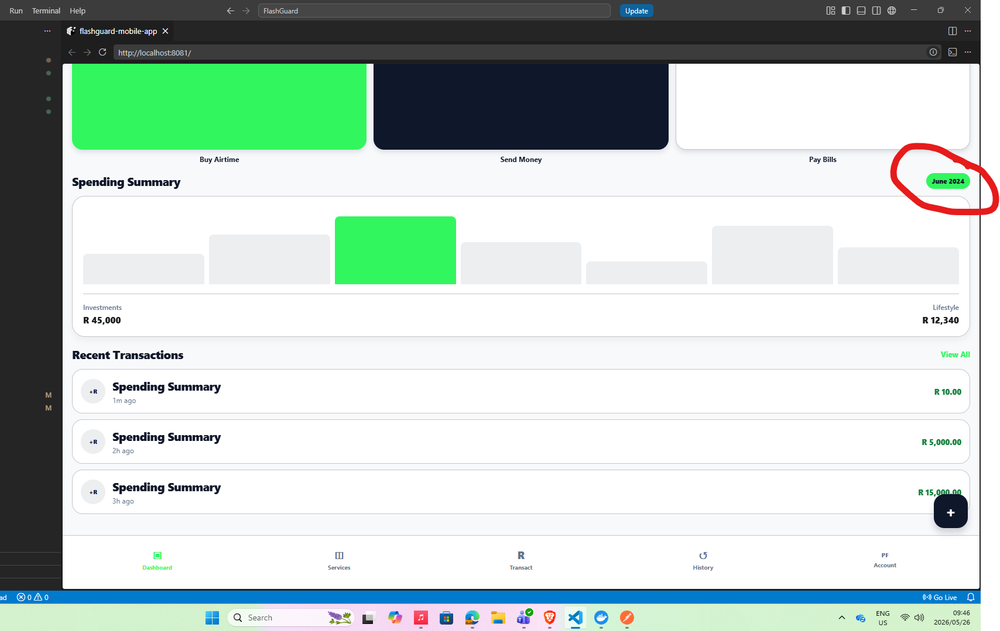 Run Terminal Help FlashGuard Update
flashguard-mobile-app
http://localhost:8081/
Buy Airtime Send Money Pay Bills
Spending Summary June 2024
Investments Lifestyle
R 45,000 R 12,340
Recent Transactions View All
+R Spending Summary R 10.00
1m ago
+R Spending Summary R 5,000.00
2h ago
+R Spending Summary R 15,000.00
3h ago
+
M
M
R PF
Dashboard Services Transact History Account
ad 0 0 Go Live
Search
ENG
US
09:46
2026/05/26